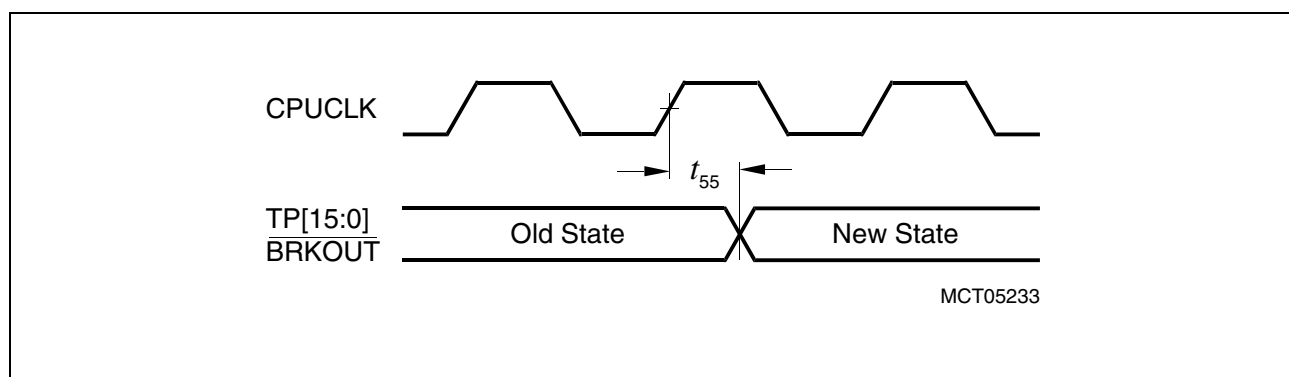 CPUCLK
t55
TP[15:0]
BRKOUT
Old State
New State
MCT05233